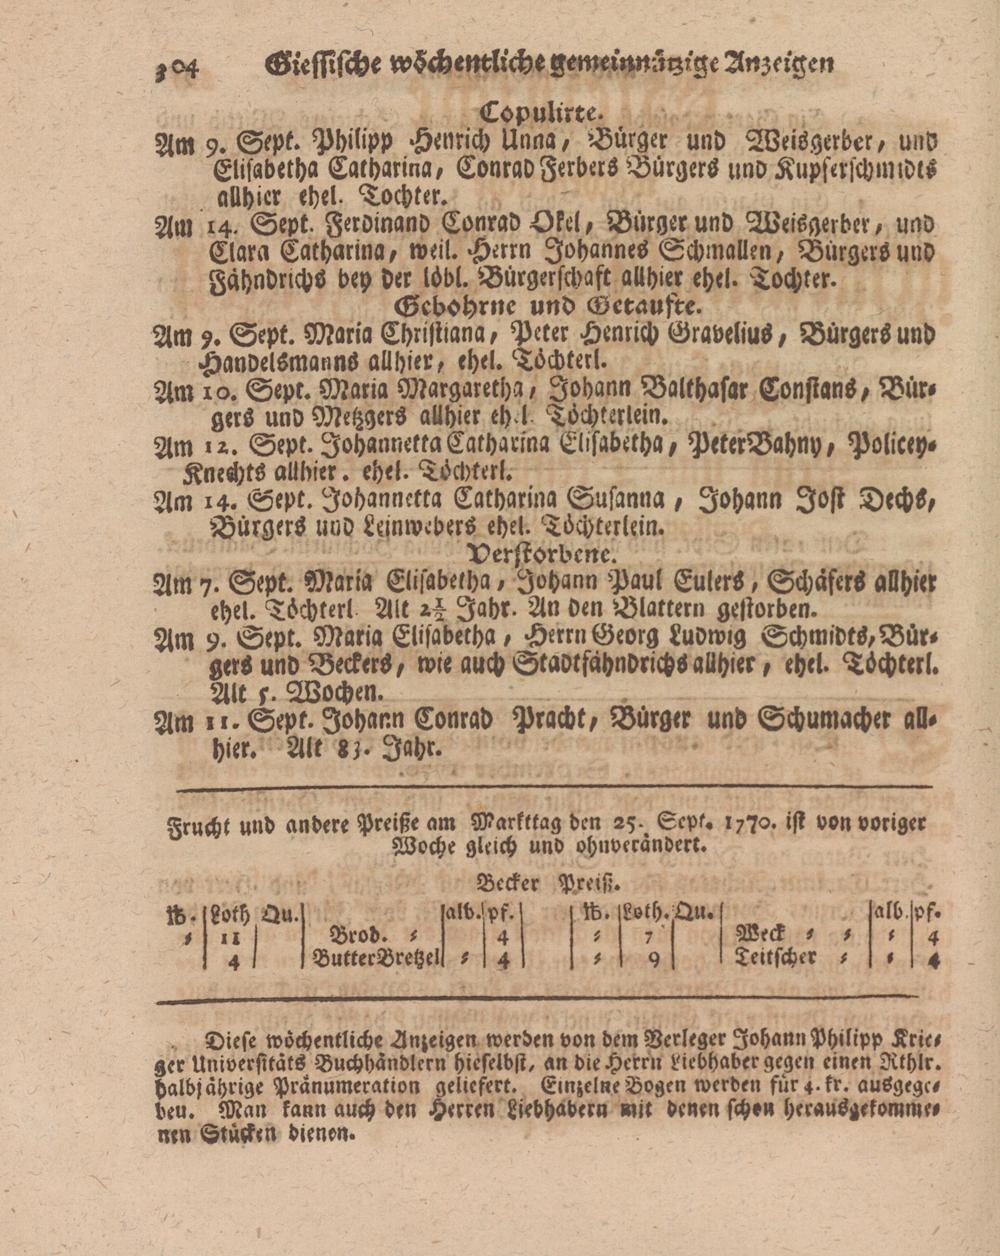 304 Giessische wöchentliche gemeinnützige Anzeigen
Copulirte.
Am 9. Sept. Philipp Henrich Unna, Bürger und Weisgerber, und
Elisabetha Catharina, Conrad Ferbers Bürgers und Kupferschmidts
allhier ehel. Tochter.
Am 14. Sept. Ferdinand Conrad Okel, Bürger und Weisgerber, und
Clara Catharina, weil. Herrn Johannes Schmallen, Bürgers und
Fähndrichs bey der löbl. Bürgerschaft allhier ehel. Tochter.
Gebohrne und Getaufte.
Am 9. Sept. Maria Christiana, Peter Henrich Gravelius, Bürgers und
Handelsmanns allhier, ehel. Töchterl.
Am 10. Sept. Maria Margaretha, Johann Balthasar Constans, Bür-
gers und Metzgers allhier ehel. Töchterlein.
Am 12. Sept. Johannetta Catharina Elisabetha, Peter Bahny, Policey-
Knechts allhier. ehel. Töchterl.
Am 14. Sept. Johannetta Catharina Susanna, Johann Jost Dechs,
Bürgers und Leinwebers ehel. Töchterlein.
Verstorbene.
Am 7. Sept. Maria Elisabetha, Johann Paul Eulers, Schäfers allhier
ehel. Töchterl. Alt 2½ Jahr. An den Blattern gestorben.
Am 9. Sept. Maria Elisabetha, Herrn Georg Ludwig Schmidts, Bür-
gers und Beckers, wie auch Stadtfähndrichs allhier, ehel. Töchterl.
Alt 5. Wochen.
Am 11. Sept. Johann Conrad Pracht, Bürger und Schumacher all-
hier. Alt 83. Jahr.
Frucht und andere Preiße am Markttag den 25. Sept. 1770. ist von voriger
Woche gleich und ohnverändert.
Becker Preiß.
℔. Loth Qu. alb. pf. ℔. Loth. Qu. alb. pf.
- 11 Brod. - 4 - 7 Weck - - - 4
4 ButterBretzel - 4 - 9 Teitscher - - 4
Diese wöchentliche Anzeigen werden von dem Verleger Johann Philipp Krie-
ger Universitäts Buchhändlern hieselbst, an die Herrn Liebhaber gegen einen Rthlr.
halbjährige Pränumeration geliefert. Einzelne Bogen werden für 4. kr. ausgege-
ben. Man kann auch den Herren Liebhabern mit denen schon herausgekomme-
nen Stücken dienen.